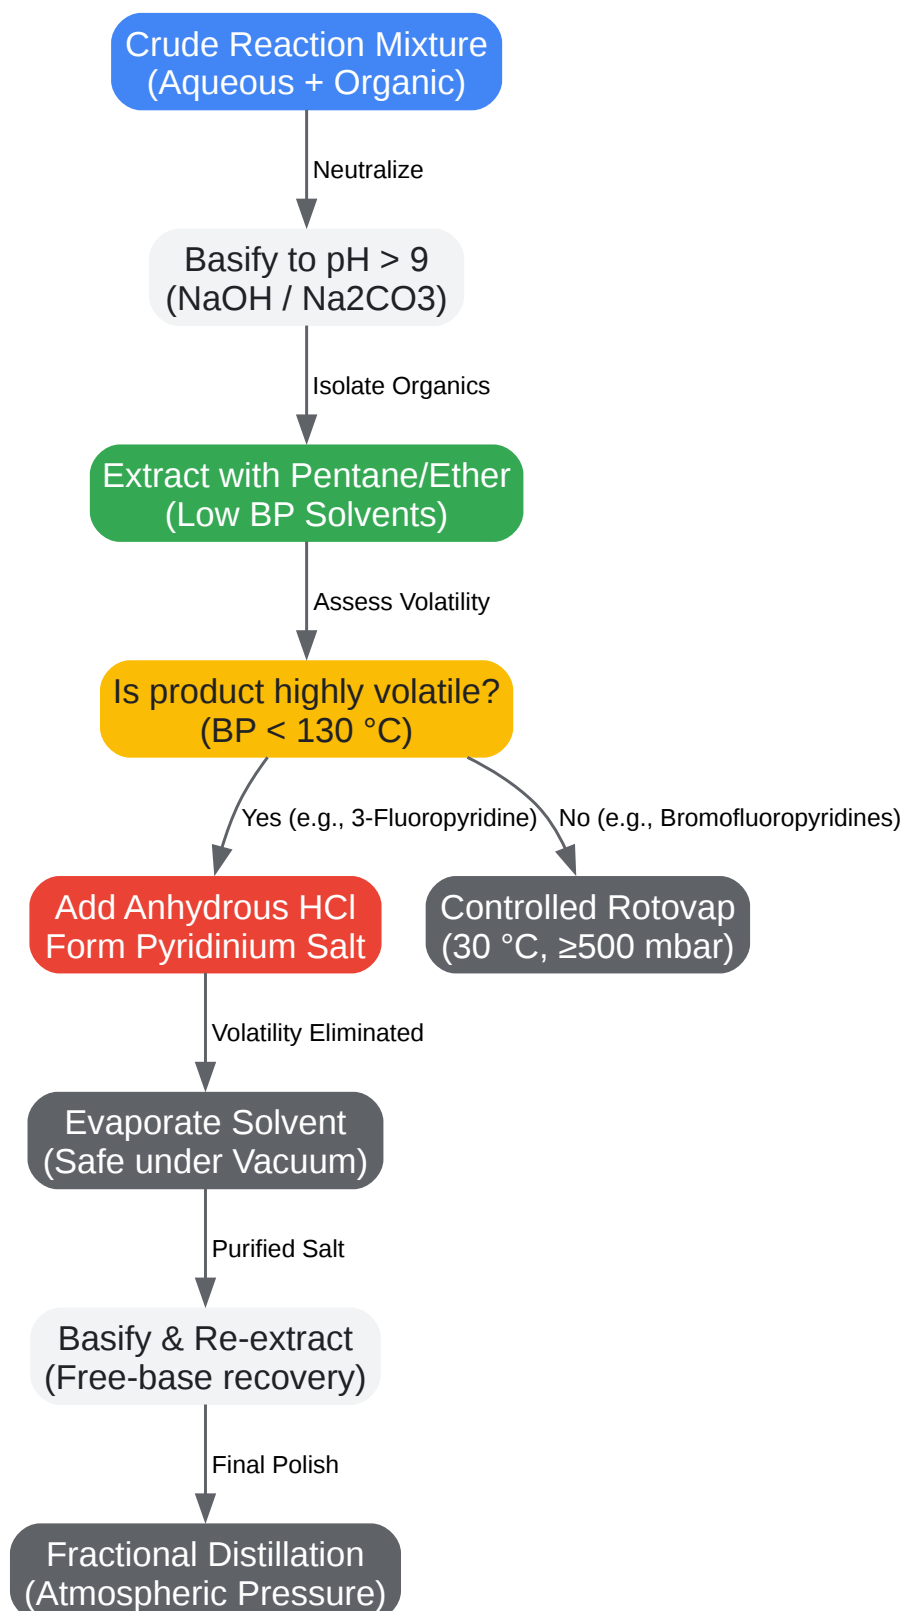 Crude Reaction Mixture
(Aqueous + Organic)
Neutralize
Basify to pH > 9
(NaOH / Na2CO3)
Isolate Organics
Extract with Pentane/Ether
(Low BP Solvents)
Assess Volatility
Is product highly volatile?
(BP < 130 °C)
Yes (e.g., 3-Fluoropyridine)
No (e.g., Bromofluoropyridines)
Add Anhydrous HCl
Form Pyridinium Salt
Controlled Rotovap
(30 °C, ≥500 mbar)
Volatility Eliminated
Evaporate Solvent
(Safe under Vacuum)
Purified Salt
Basify & Re-extract
(Free-base recovery)
Final Polish
Fractional Distillation
(Atmospheric Pressure)